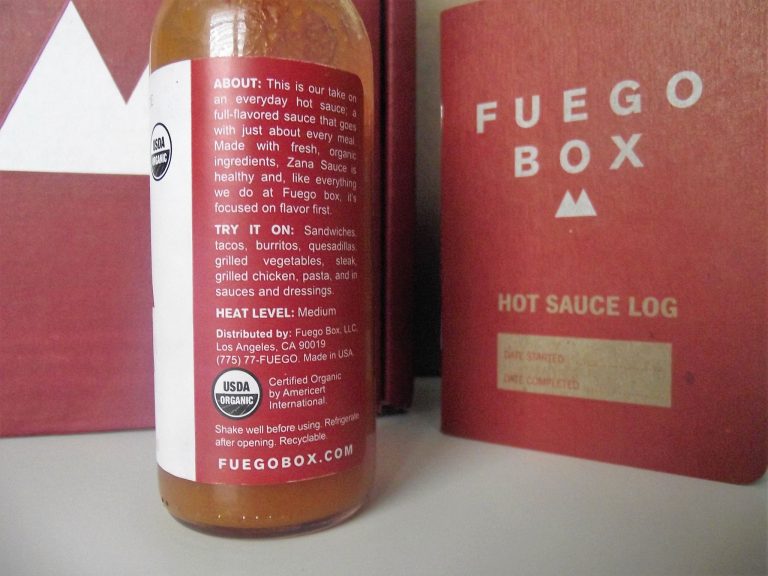 ABOUT: This is our take on
an everyday hot sauce; a
full-flavored sauce that goes
with just about every meal.
Made with fresh, organic
ingredients, Zana Sauce is
healthy and, like everything
we do at Fuego box, it's
focused on flavor first.
TRY IT ON: Sandwiches,
tacos, burritos, quesadillas,
grilled vegetables, steak,
grilled chicken, pasta, and in
sauces and dressings.
HEAT LEVEL: Medium
Distributed by: Fuego Box, LLC,
Los Angeles, CA 90019
(775) 77-FUEGO. Made in USA.
USDA
ORGANIC
Certified Organic
by Americert
International.
Shake well before using. Refrigerate
after opening. Recyclable.
FUEGOBOX.COM
USDA
ORGANIC
FUEGO
BOX
HOT SAUCE LOG
DATE STARTED
DATE COMPLETED